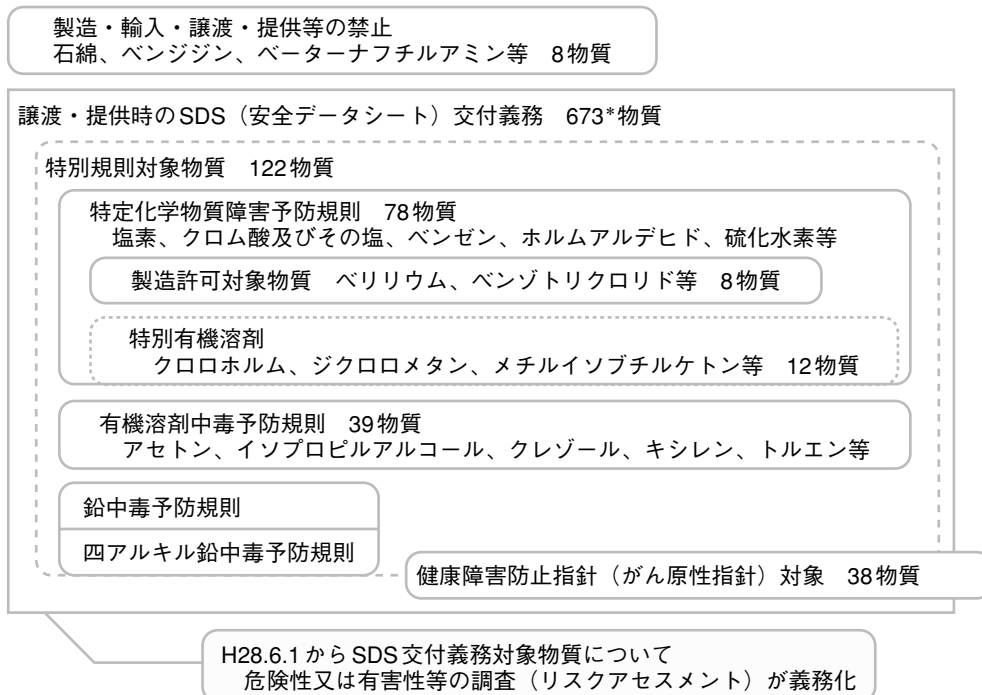 製造・輸入・譲渡・提供等の禁止
石綿、ベンジジン、ベーターナフチルアミン等 8物質
譲渡・提供時のSDS（安全データシート）交付義務 673*物質
特別規則対象物質 122物質
特定化学物質障害予防規則 78物質
塩素、クロム酸及びその塩、ベンゼン、ホルムアルデヒド、硫化水素等
製造許可対象物質 ベリリウム、ベンゾトリクロリド等 8物質
特別有機溶剤
クロロホルム、ジクロロメタン、メチルイソブチルケトン等 12物質
有機溶剤中毒予防規則 39物質
アセトン、イソプロピルアルコール、クレゾール、キシレン、トルエン等
鉛中毒予防規則
四アルキル鉛中毒予防規則
健康障害防止指針（がん原性指針）対象 38物質
H28.6.1からSDS交付義務対象物質について
危険性又は有害性等の調査（リスクアセスメント）が義務化